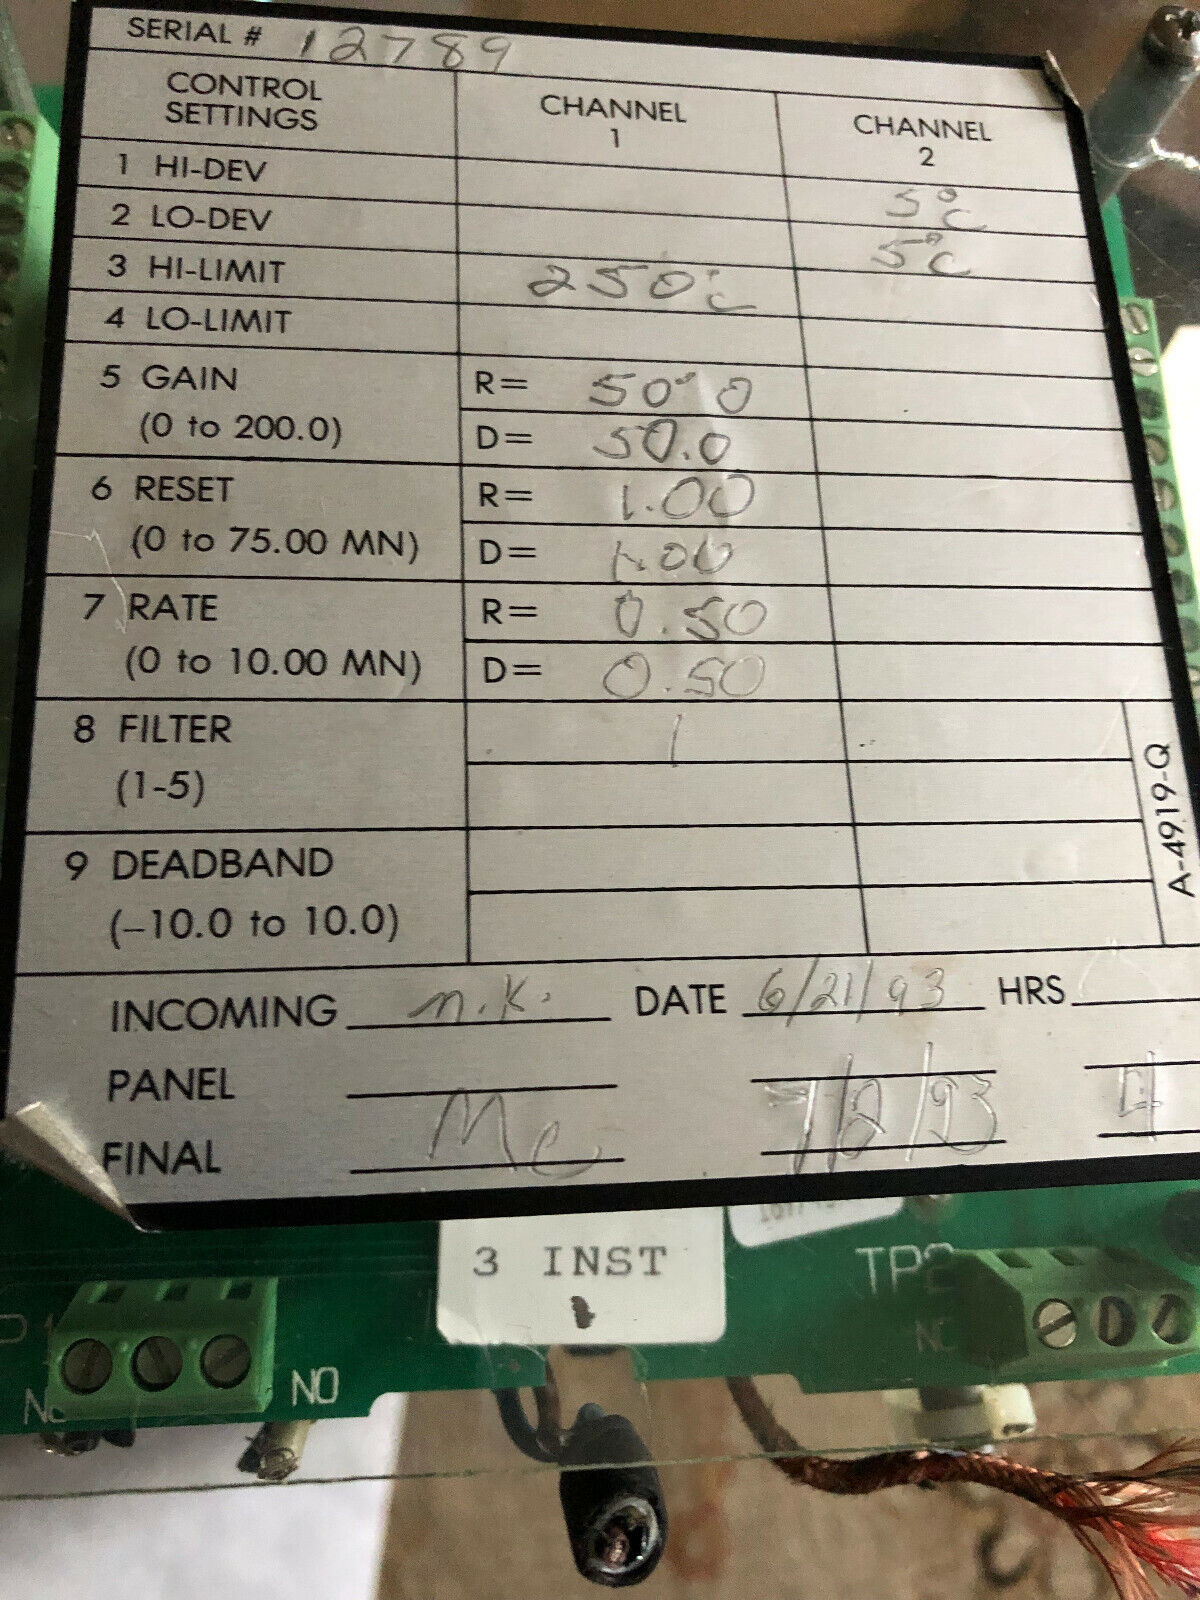 SERIAL # 12789
CONTROL SETTINGS CHANNEL 1 CHANNEL 2
1 HI-DEV 5°C
2 LO-DEV 5°C
3 HI-LIMIT 250°C
4 LO-LIMIT
5 GAIN R= 50.0
(0 to 200.0) D= 50.0
6 RESET R= 1.00
(0 to 75.00 MN) D= 1.00
7 RATE R= 0.50
(0 to 10.00 MN) D= 0.50
8 FILTER 1
(1-5)
9 DEADBAND
(–10.0 to 10.0)
A-4919-Q
INCOMING M.K. DATE 6/21/93 HRS
PANEL
FINAL Mc 7/2/93 4
3 INST
TP2
NO